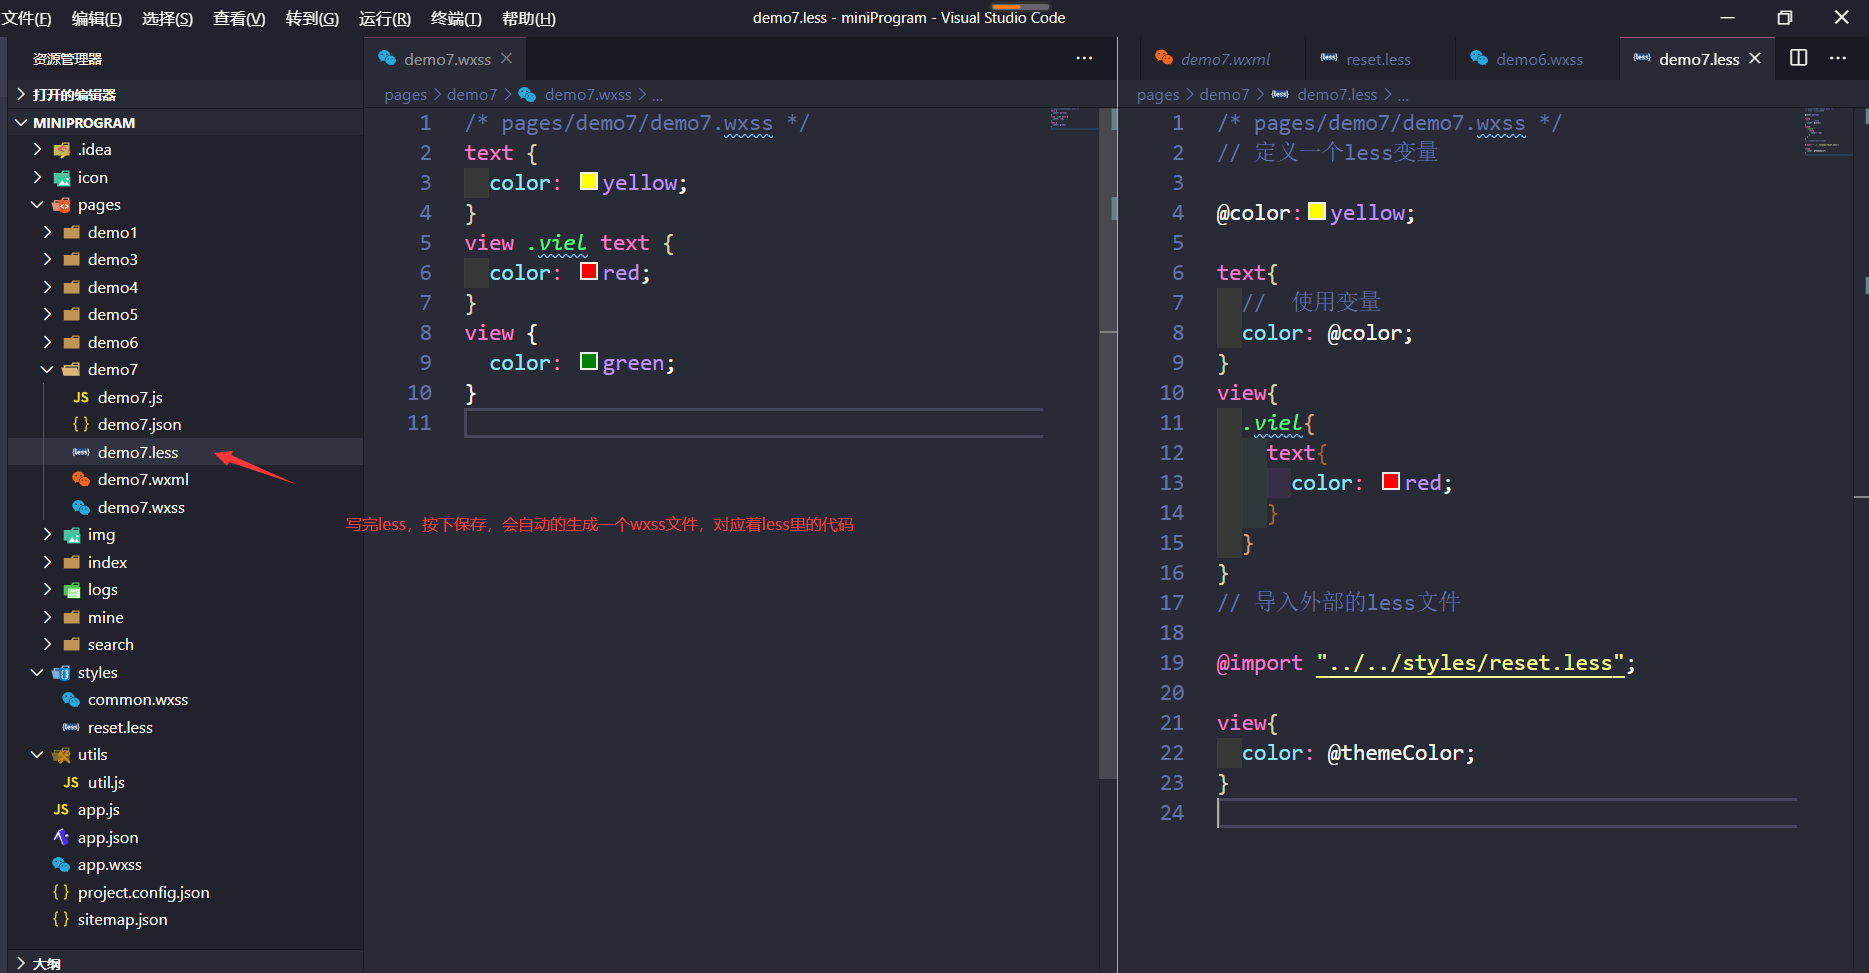 文件(F) 编辑(E) 选择(S) 查看(V) 转到(G) 运行(R) 终端(T) 帮助(H) demo7.less - miniProgram - Visual Studio Code
资源管理器
打开的编辑器
MINIPROGRAM
.idea
icon
pages
demo1
demo3
demo4
demo5
demo6
demo7
JS demo7.js
{} demo7.json
{less} demo7.less
demo7.wxml
demo7.wxss
img
index
logs
mine
search
styles
common.wxss
{less} reset.less
utils
JS util.js
JS app.js
app.json
app.wxss
{} project.config.json
{} sitemap.json
大纲
demo7.wxss
pages > demo7 > demo7.wxss > ...
1 /* pages/demo7/demo7.wxss */
2 text {
3 color: yellow;
4 }
5 view .viel text {
6 color: red;
7 }
8 view {
9 color: green;
10 }
11
写完less，按下保存，会自动的生成一个wxss文件，对应着less里的代码
demo7.wxml {less} reset.less demo6.wxss {less} demo7.less
pages > demo7 > {less} demo7.less > ...
1 /* pages/demo7/demo7.wxss */
2 // 定义一个less变量
3
4 @color:yellow;
5
6 text{
7 // 使用变量
8 color: @color;
9 }
10 view{
11 .viel{
12 text{
13 color: red;
14 }
15 }
16 }
17 // 导入外部的less文件
18
19 @import "../../styles/reset.less";
20
21 view{
22 color: @themeColor;
23 }
24